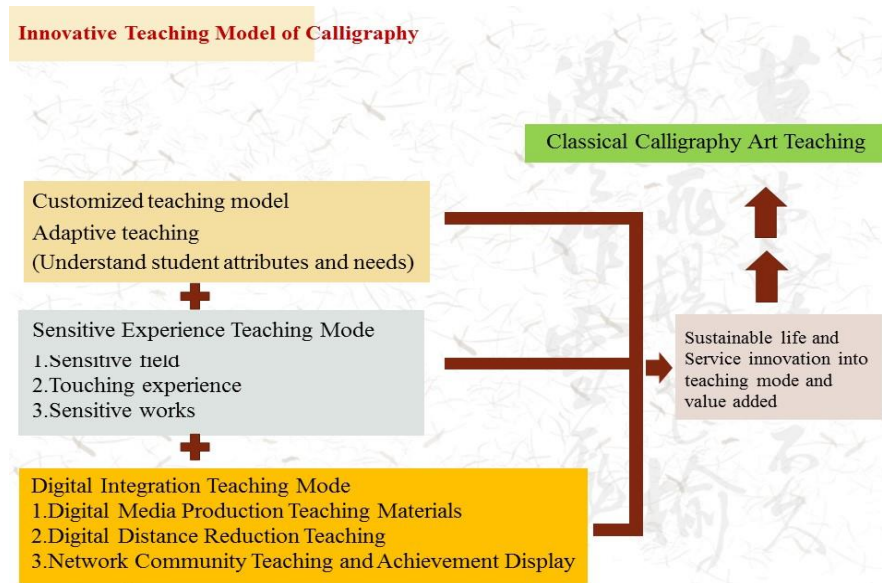 Innovative Teaching Model of Calligraphy
Classical Calligraphy Art Teaching
Customized teaching model
Adaptive teaching
(Understand student attributes and needs)
Sensitive Experience Teaching Mode
1.Sensitive field
2.Touching experience
3.Sensitive works
Sustainable life and
Service innovation into
teaching mode and
value added
Digital Integration Teaching Mode
1.Digital Media Production Teaching Materials
2.Digital Distance Reduction Teaching
3.Network Community Teaching and Achievement Display